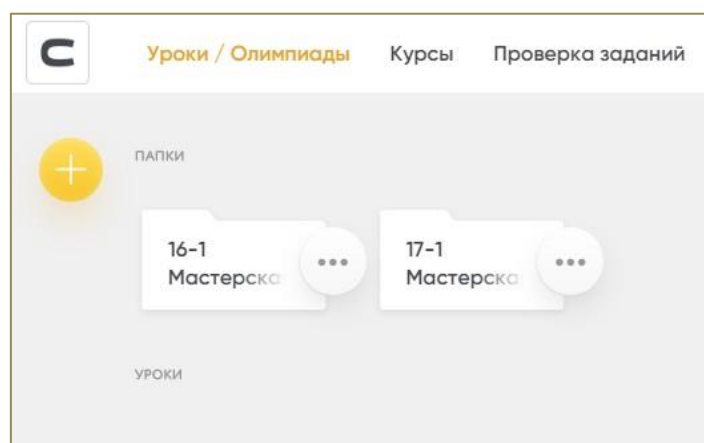 Уроки / Олимпиады Курсы Проверка заданий
ПАПКИ
16-1
Мастерска
17-1
Мастерска
УРОКИ